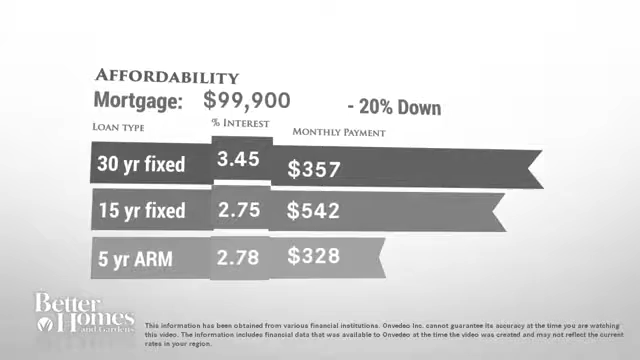 AFFORDABILITY
Mortgage: $99,900 - 20% Down
LOAN TYPE % INTEREST MONTHLY PAYMENT
30 yr fixed 3.45 $357
15 yr fixed 2.75 $542
5 yr ARM 2.78 $328
Better
Homes
and Gardens
This information has been obtained from various financial institutions. Onvedeo Inc. cannot guarantee its accuracy at the time you are watching
this video. The information includes financial data that was available to Onvedeo at the time the video was created and may not reflect the current
rates in your region.